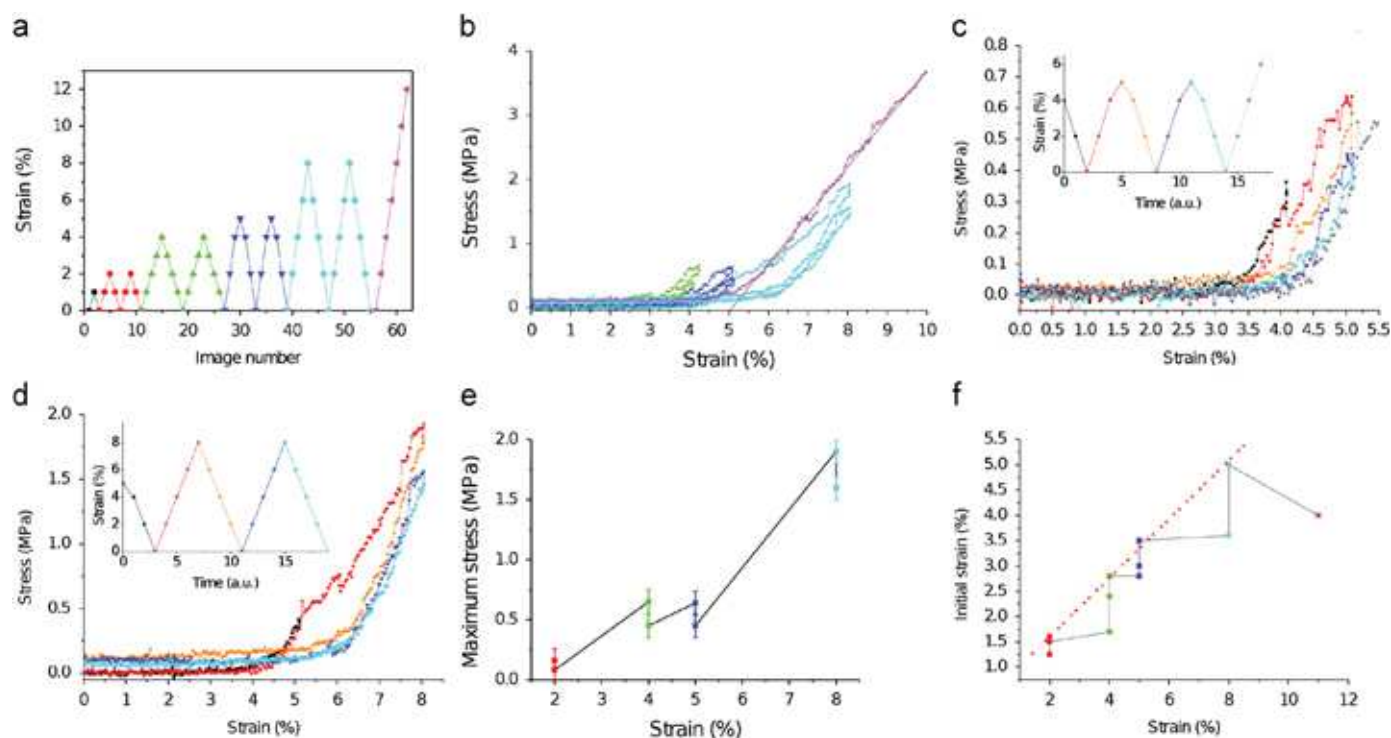 a
12
10
8
6
4
2
0
Strain (%)
0 10 20 30 40 50 60
Image number
b
4
3
2
1
0
Stress (MPa)
0 1 2 3 4 5 6 7 8 9 10
Strain (%)
c
0.8
0.7
0.6
0.5
0.4
0.3
0.2
0.1
0.0
Stress (MPa)
6
4
2
0
Strain (%)
0 5 10 15
Time (a.u.)
0.0 0.5 1.0 1.5 2.0 2.5 3.0 3.5 4.0 4.5 5.0 5.5
Strain (%)
d
2.0
1.5
1.0
0.5
0.0
Stress (MPa)
8
6
4
2
0
Strain (%)
0 5 10 15
Time (a.u.)
0 1 2 3 4 5 6 7 8
Strain (%)
e
2.0
1.5
1.0
0.5
0.0
Maximum stress (MPa)
2 3 4 5 6 7 8
Strain (%)
f
5.5
5.0
4.5
4.0
3.5
3.0
2.5
2.0
1.5
1.0
Initial strain (%)
2 4 6 8 10 12
Strain (%)